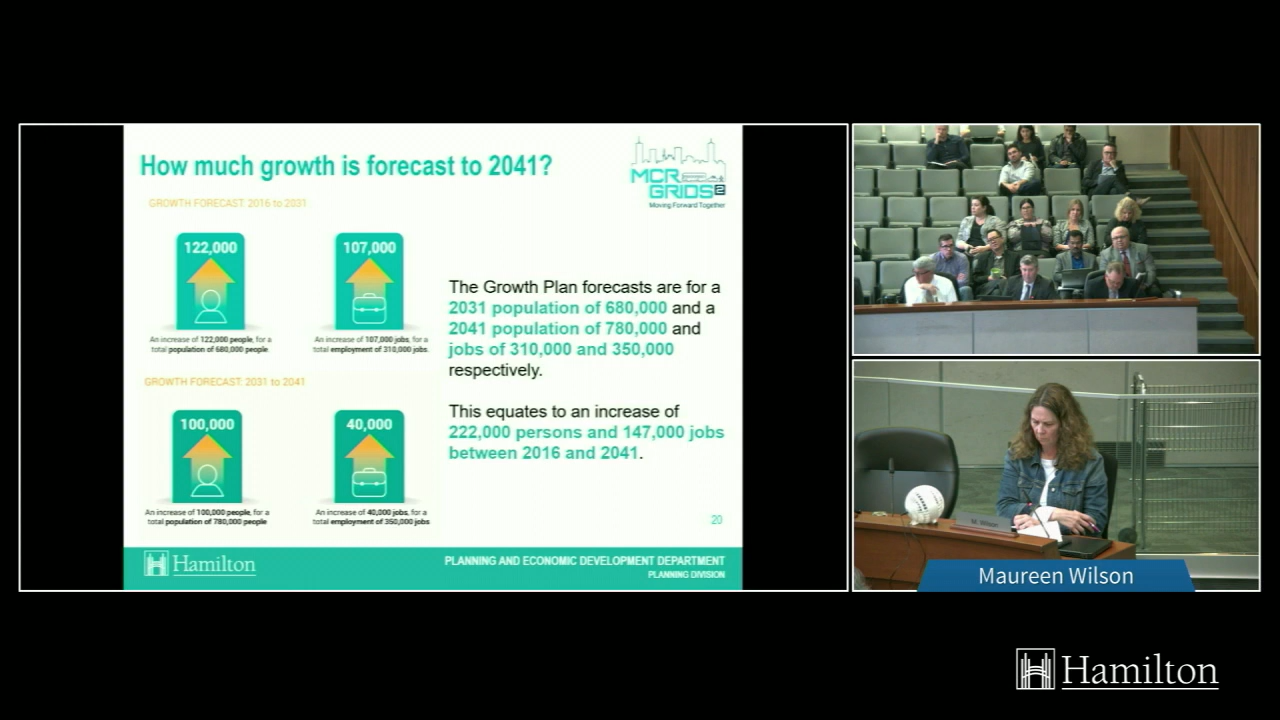 How much growth is forecast to 2041?
MCR
GRIDS2
Moving Forward Together
GROWTH FORECAST: 2016 to 2031
122,000
107,000
An increase of 122,000 people, for a
total population of 680,000 people
An increase of 107,000 jobs, for a
total employment of 310,000 jobs.
GROWTH FORECAST: 2031 to 2041
100,000
40,000
An increase of 100,000 people, for a
total population of 780,000 people
An increase of 40,000 jobs, for a
total employment of 350,000 jobs
The Growth Plan forecasts are for a
2031 population of 680,000 and a
2041 population of 780,000 and
jobs of 310,000 and 350,000
respectively.
This equates to an increase of
222,000 persons and 147,000 jobs
between 2016 and 2041.
20
Hamilton
PLANNING AND ECONOMIC DEVELOPMENT DEPARTMENT
PLANNING DIVISION
M. Wilson
Maureen Wilson
Hamilton